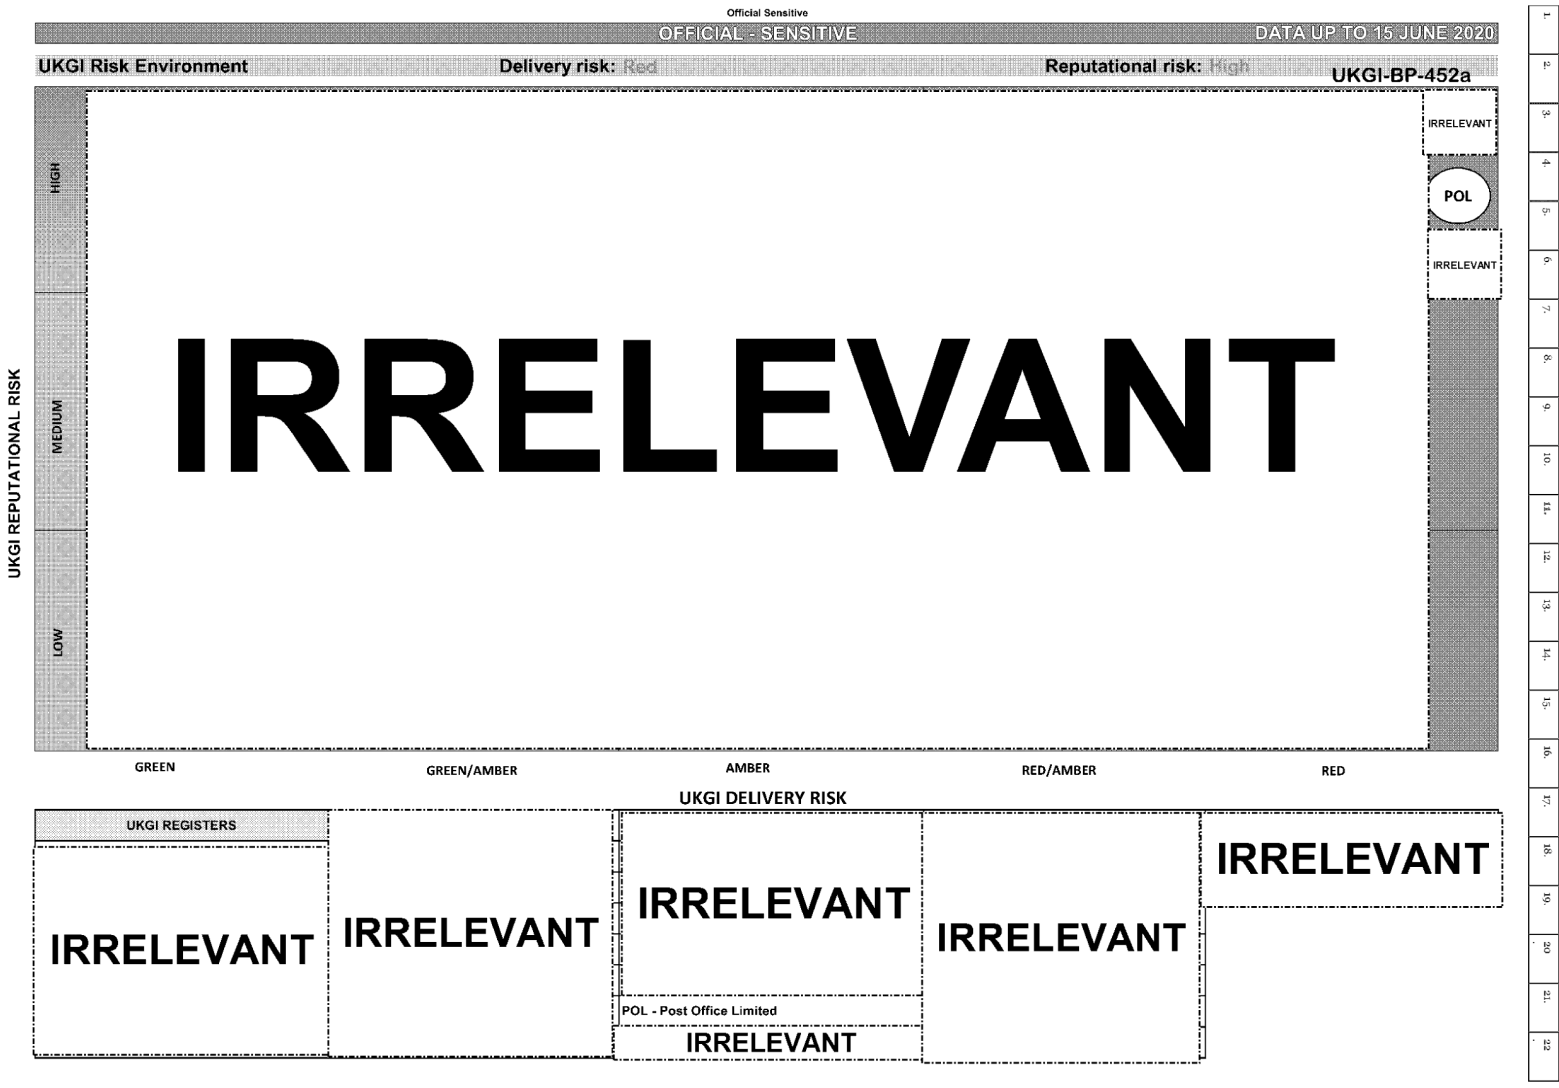 Official Sensitive
OFFICIAL - SENSITIVE
DATA UP TO 15 JUNE 2020
UKGI Risk Environment
Delivery risk: Red
Reputational risk: High
UKGI-BP-452a
IRRELEVANT
POL
IRRELEVANT
IRRELEVANT
UKGI REPUTATIONAL RISK
HIGH
MEDIUM
LOW
GREEN
GREEN/AMBER
AMBER
RED/AMBER
RED
UKGI DELIVERY RISK
UKGI REGISTERS
IRRELEVANT
IRRELEVANT
IRRELEVANT
POL - Post Office Limited
IRRELEVANT
IRRELEVANT
IRRELEVANT
1.
2.
3.
4.
5.
6.
7.
8.
9.
10.
11.
12.
13.
14.
15.
16.
17.
18.
19.
20
.
21.
22
.